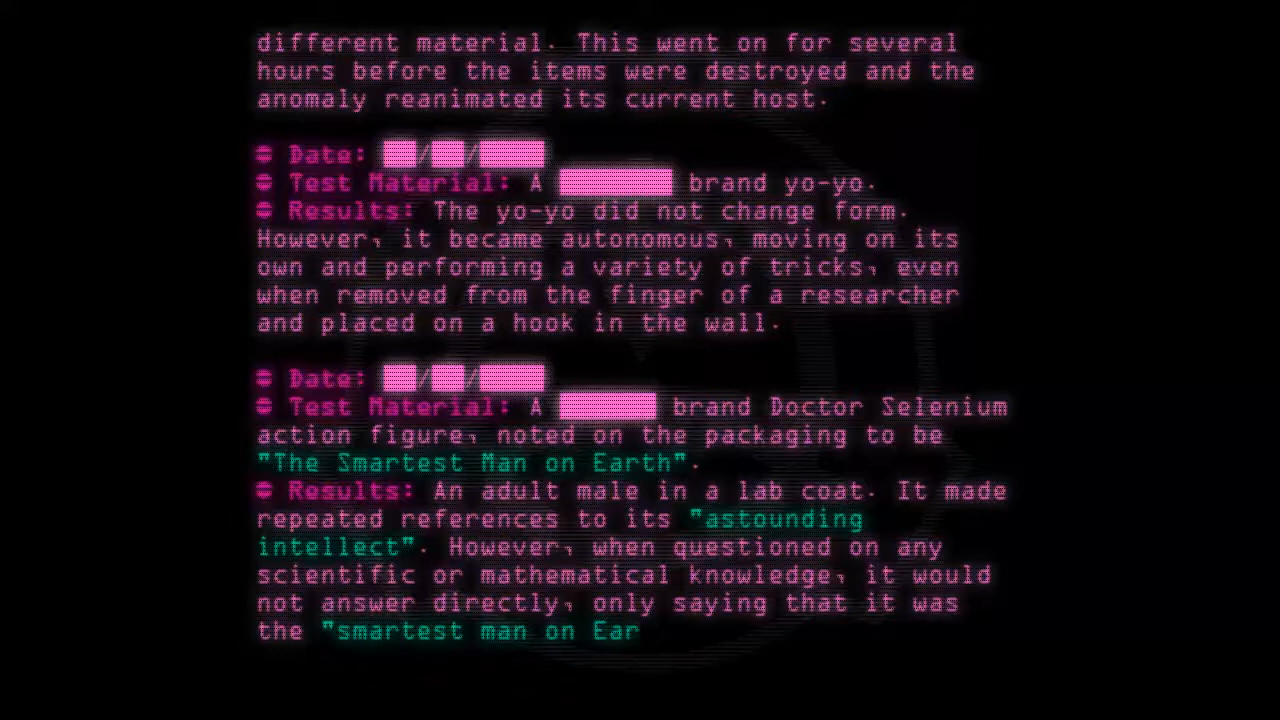 different material. This went on for several
hours before the items were destroyed and the
anomaly reanimated its current host.
= Date: ██/██/████
= Test Material: A ███████ brand yo-yo.
= Results: The yo-yo did not change form.
However, it became autonomous, moving on its
own and performing a variety of tricks, even
when removed from the finger of a researcher
and placed on a hook in the wall.
= Date: ██/██/████
= Test Material: A ██████ brand Doctor Selenium
action figure, noted on the packaging to be
"The Smartest Man on Earth".
= Results: An adult male in a lab coat. It made
repeated references to its "astounding
intellect". However, when questioned on any
scientific or mathematical knowledge, it would
not answer directly, only saying that it was
the "smartest man on Ear